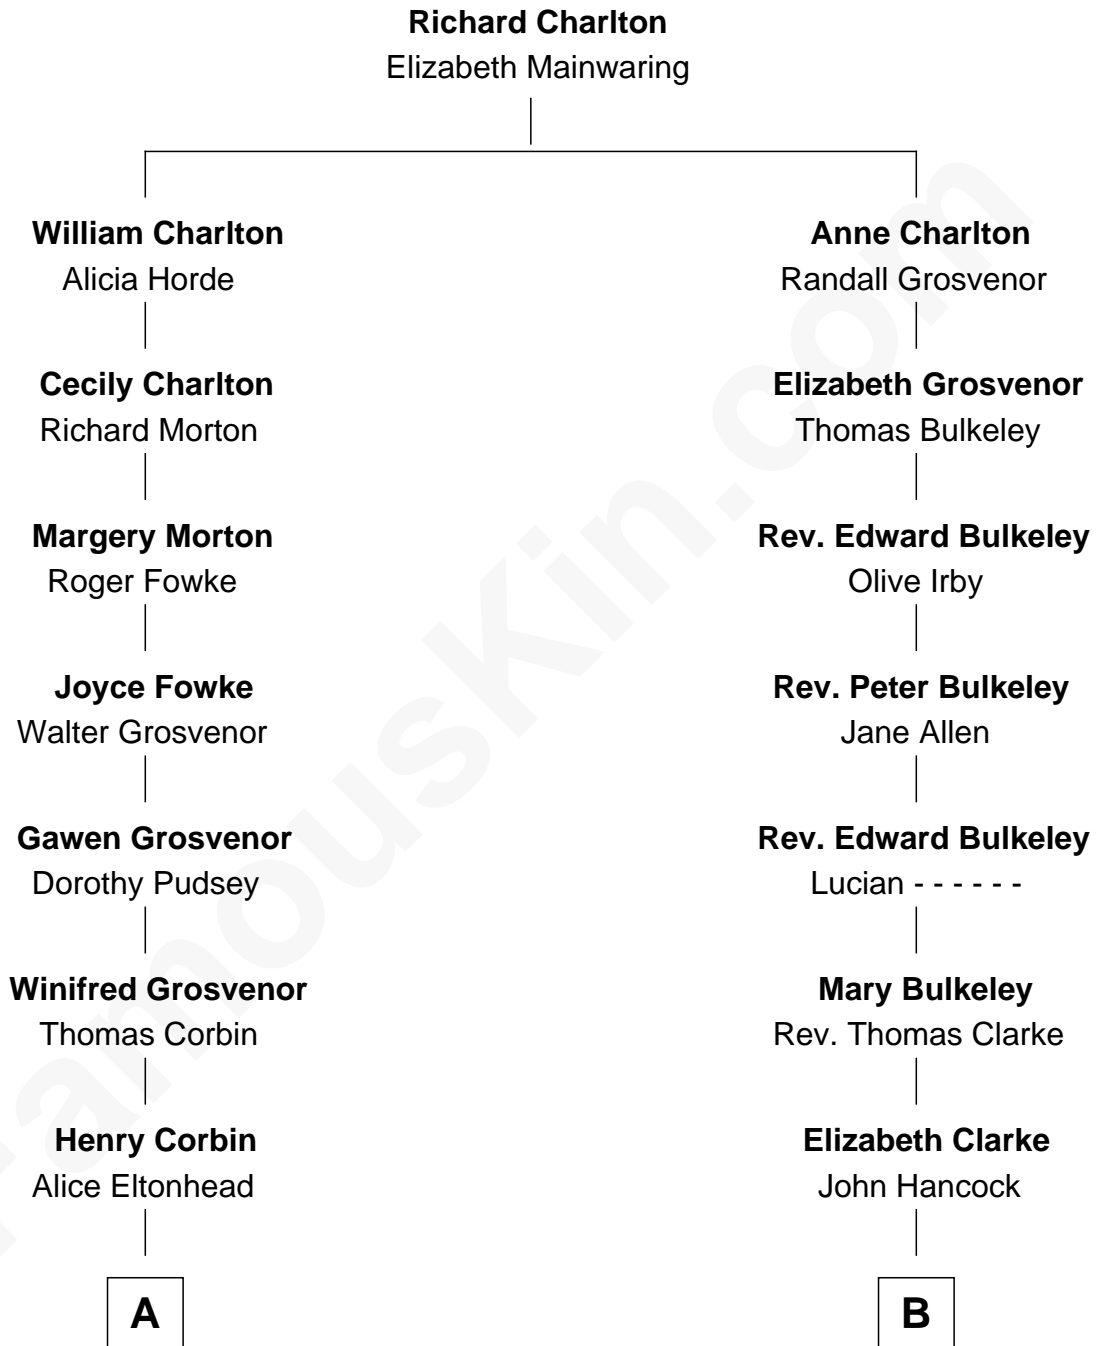 Richard Charlton
Elizabeth Mainwaring
William Charlton
Alicia Horde
Anne Charlton
Randall Grosvenor
Cecily Charlton
Richard Morton
Elizabeth Grosvenor
Thomas Bulkeley
Margery Morton
Roger Fowke
Rev. Edward Bulkeley
Olive Irby
Joyce Fowke
Walter Grosvenor
Rev. Peter Bulkeley
Jane Allen
Gawen Grosvenor
Dorothy Pudsey
Rev. Edward Bulkeley
Lucian - - - - - -
Winifred Grosvenor
Thomas Corbin
Mary Bulkeley
Rev. Thomas Clarke
Henry Corbin
Alice Eltonhead
Elizabeth Clarke
John Hancock
A
B
FamousKin.com